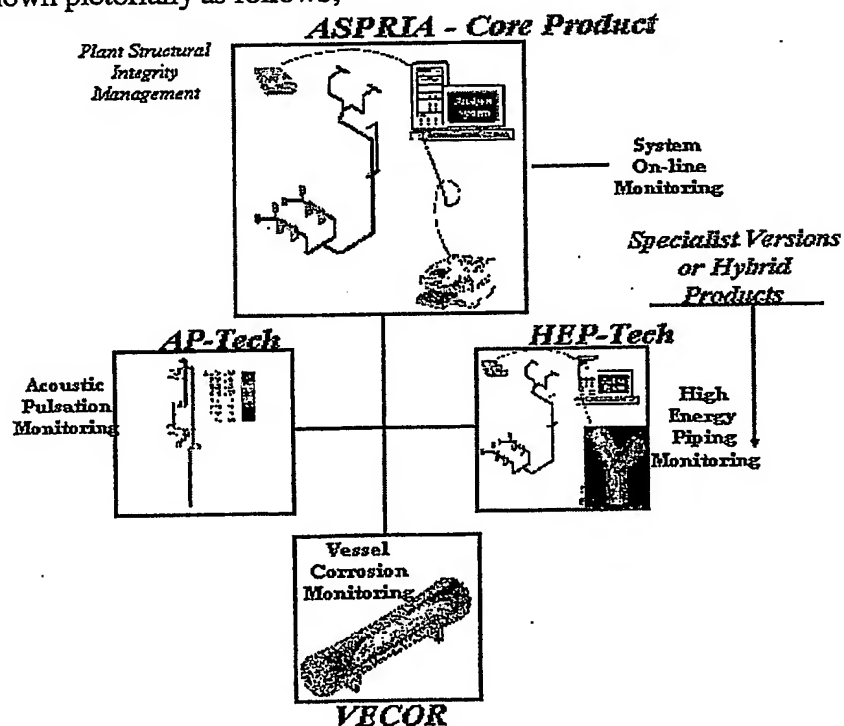 own pictorially as follows;
ASPRIA - Core Product
Plant Structural
Integrity
Management
System
On-line
Monitoring
Specialist Versions
or Hybrid
Products
AP-Tech
HEP-Tech
Acoustic
Pulsation
Monitoring
High
Energy
Piping
Monitoring
Vessel
Corrosion
Monitoring
VECOR